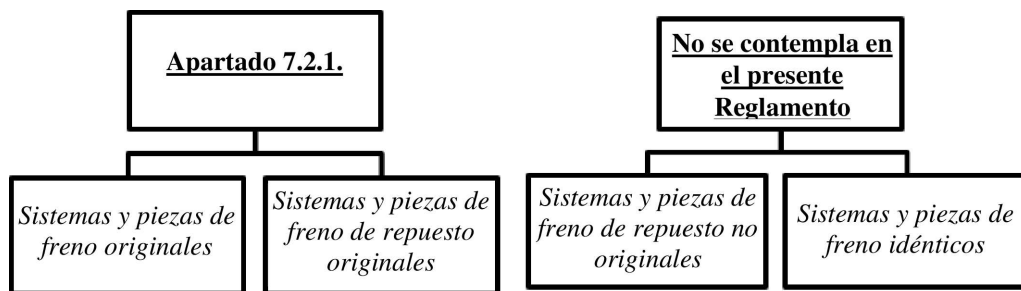 Apartado 7.2.1.
No se contempla en
el presente
Reglamento
Sistemas y piezas de
freno originales
Sistemas y piezas de
freno de repuesto
originales
Sistemas y piezas de
freno de repuesto no
originales
Sistemas y piezas de
freno idénticos